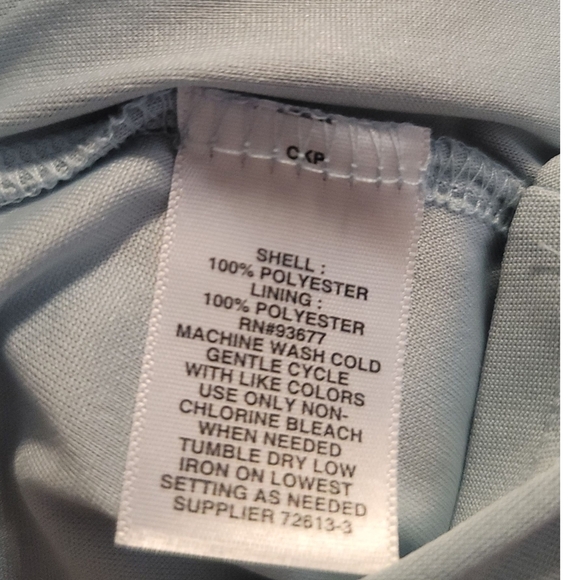 CKP
SHELL :
100% POLYESTER
LINING :
100% POLYESTER
RN#93677
MACHINE WASH COLD
GENTLE CYCLE
WITH LIKE COLORS
USE ONLY NON-
CHLORINE BLEACH
WHEN NEEDED
TUMBLE DRY LOW
IRON ON LOWEST
SETTING AS NEEDED
SUPPLIER 72613-3